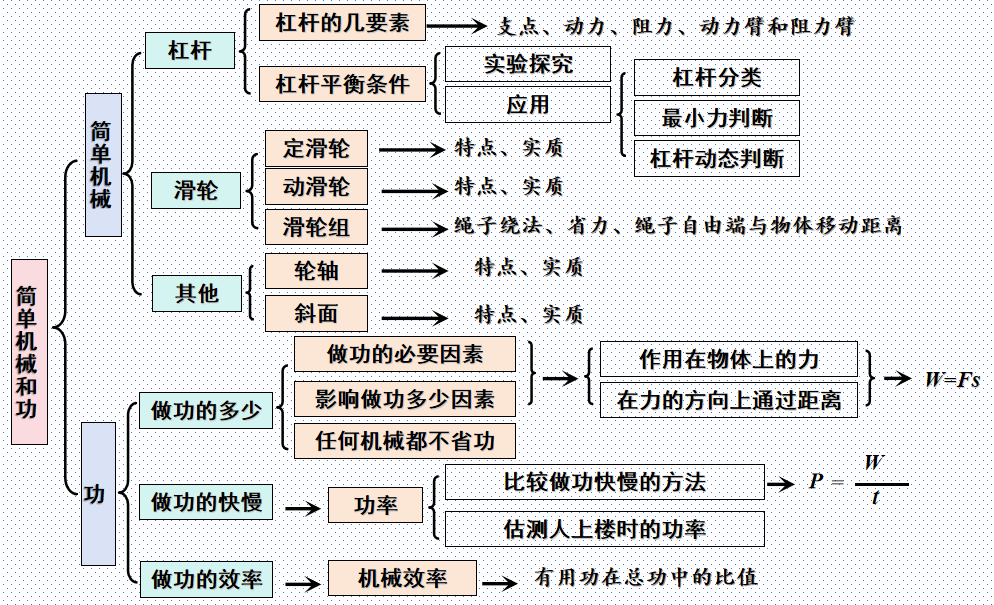 简单机械和功
简单机械
杠杆
杠杆的几要素
支点、动力、阻力、动力臂和阻力臂
杠杆平衡条件
实验探究
应用
杠杆分类
最小力判断
杠杆动态判断
滑轮
定滑轮
特点、实质
动滑轮
特点、实质
滑轮组
绳子绕法、省力、绳子自由端与物体移动距离
其他
轮轴
特点、实质
斜面
特点、实质
功
做功的多少
做功的必要因素
影响做功多少因素
任何机械都不省功
作用在物体上的力
在力的方向上通过距离
W=Fs
做功的快慢
功率
比较做功快慢的方法
P = W/t
估测人上楼时的功率
做功的效率
机械效率
有用功在总功中的比值